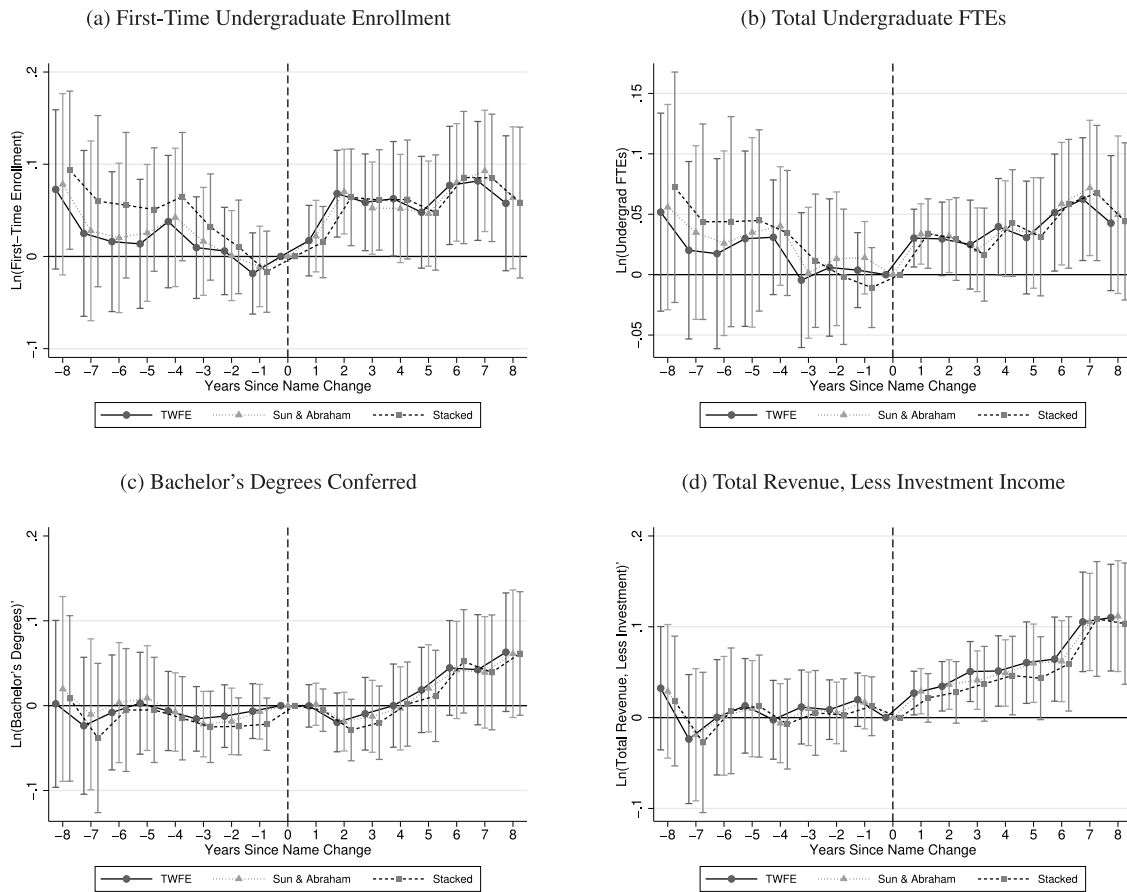 (a) First-Time Undergraduate Enrollment
Ln(First−Time Enrollment)
.2
.1
0
−.1
−8 −7 −6 −5 −4 −3 −2 −1 0 1 2 3 4 5 6 7 8
Years Since Name Change
TWFE Sun & Abraham Stacked
(b) Total Undergraduate FTEs
Ln(Undergrad FTEs)
.15
.1
.05
0
−.05
−8 −7 −6 −5 −4 −3 −2 −1 0 1 2 3 4 5 6 7 8
Years Since Name Change
TWFE Sun & Abraham Stacked
(c) Bachelor’s Degrees Conferred
Ln(Bachelor’s Degrees)’
.2
.1
0
−.1
−8 −7 −6 −5 −4 −3 −2 −1 0 1 2 3 4 5 6 7 8
Years Since Name Change
TWFE Sun & Abraham Stacked
(d) Total Revenue, Less Investment Income
Ln(Total Revenue, Less Investment)’
.2
.1
0
−.1
−8 −7 −6 −5 −4 −3 −2 −1 0 1 2 3 4 5 6 7 8
Years Since Name Change
TWFE Sun & Abraham Stacked